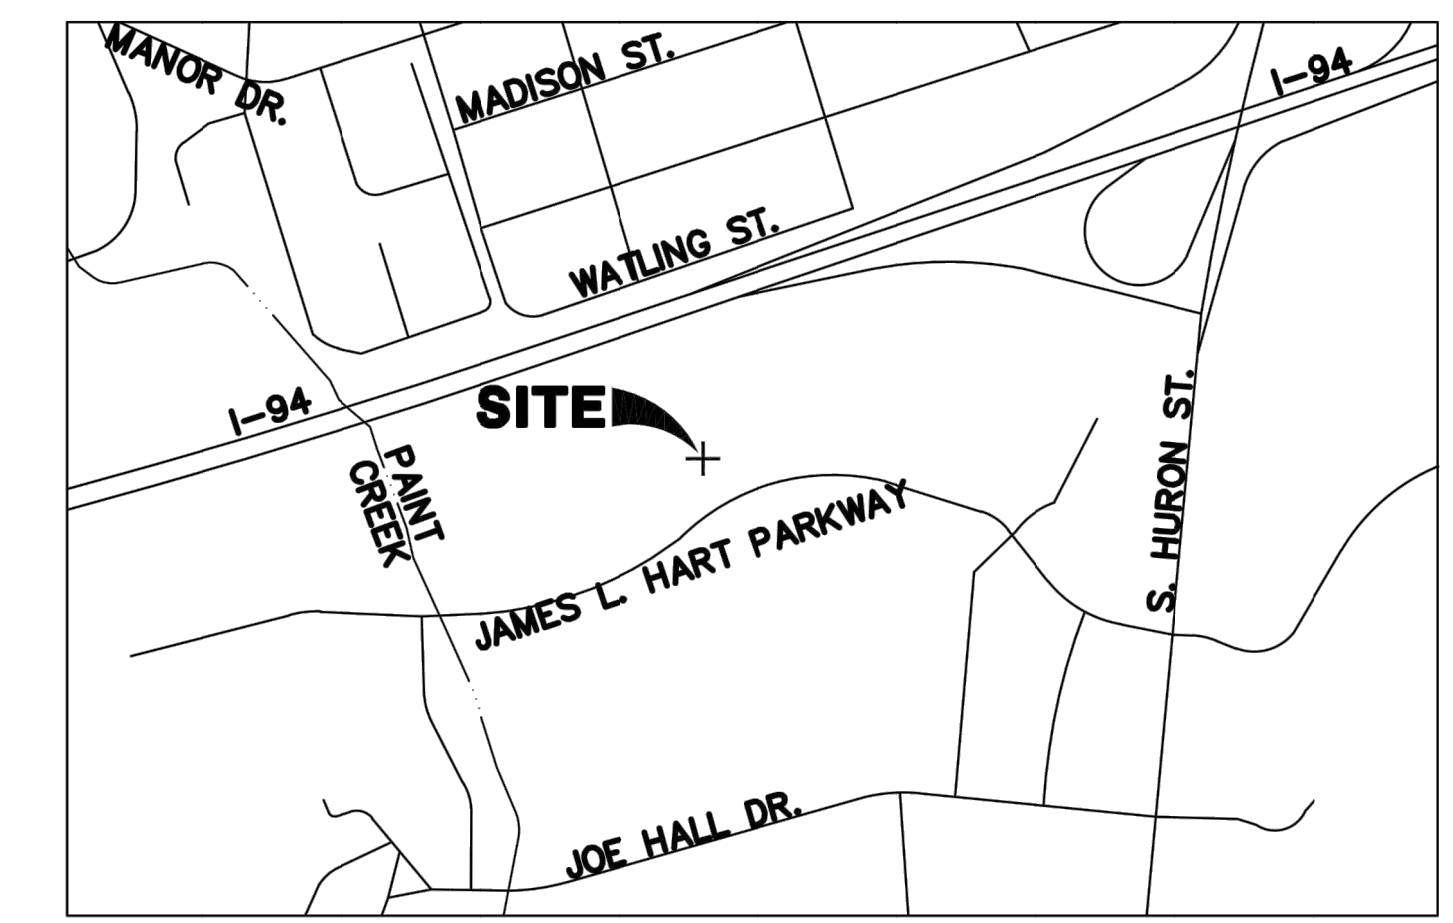 MANOR DR.
MADISON ST.
I-94
WATLING ST.
SITE
I-94
PAINT
CREEK
S. HURON ST.
JAMES L. HART PARKWAY
JOE HALL DR.